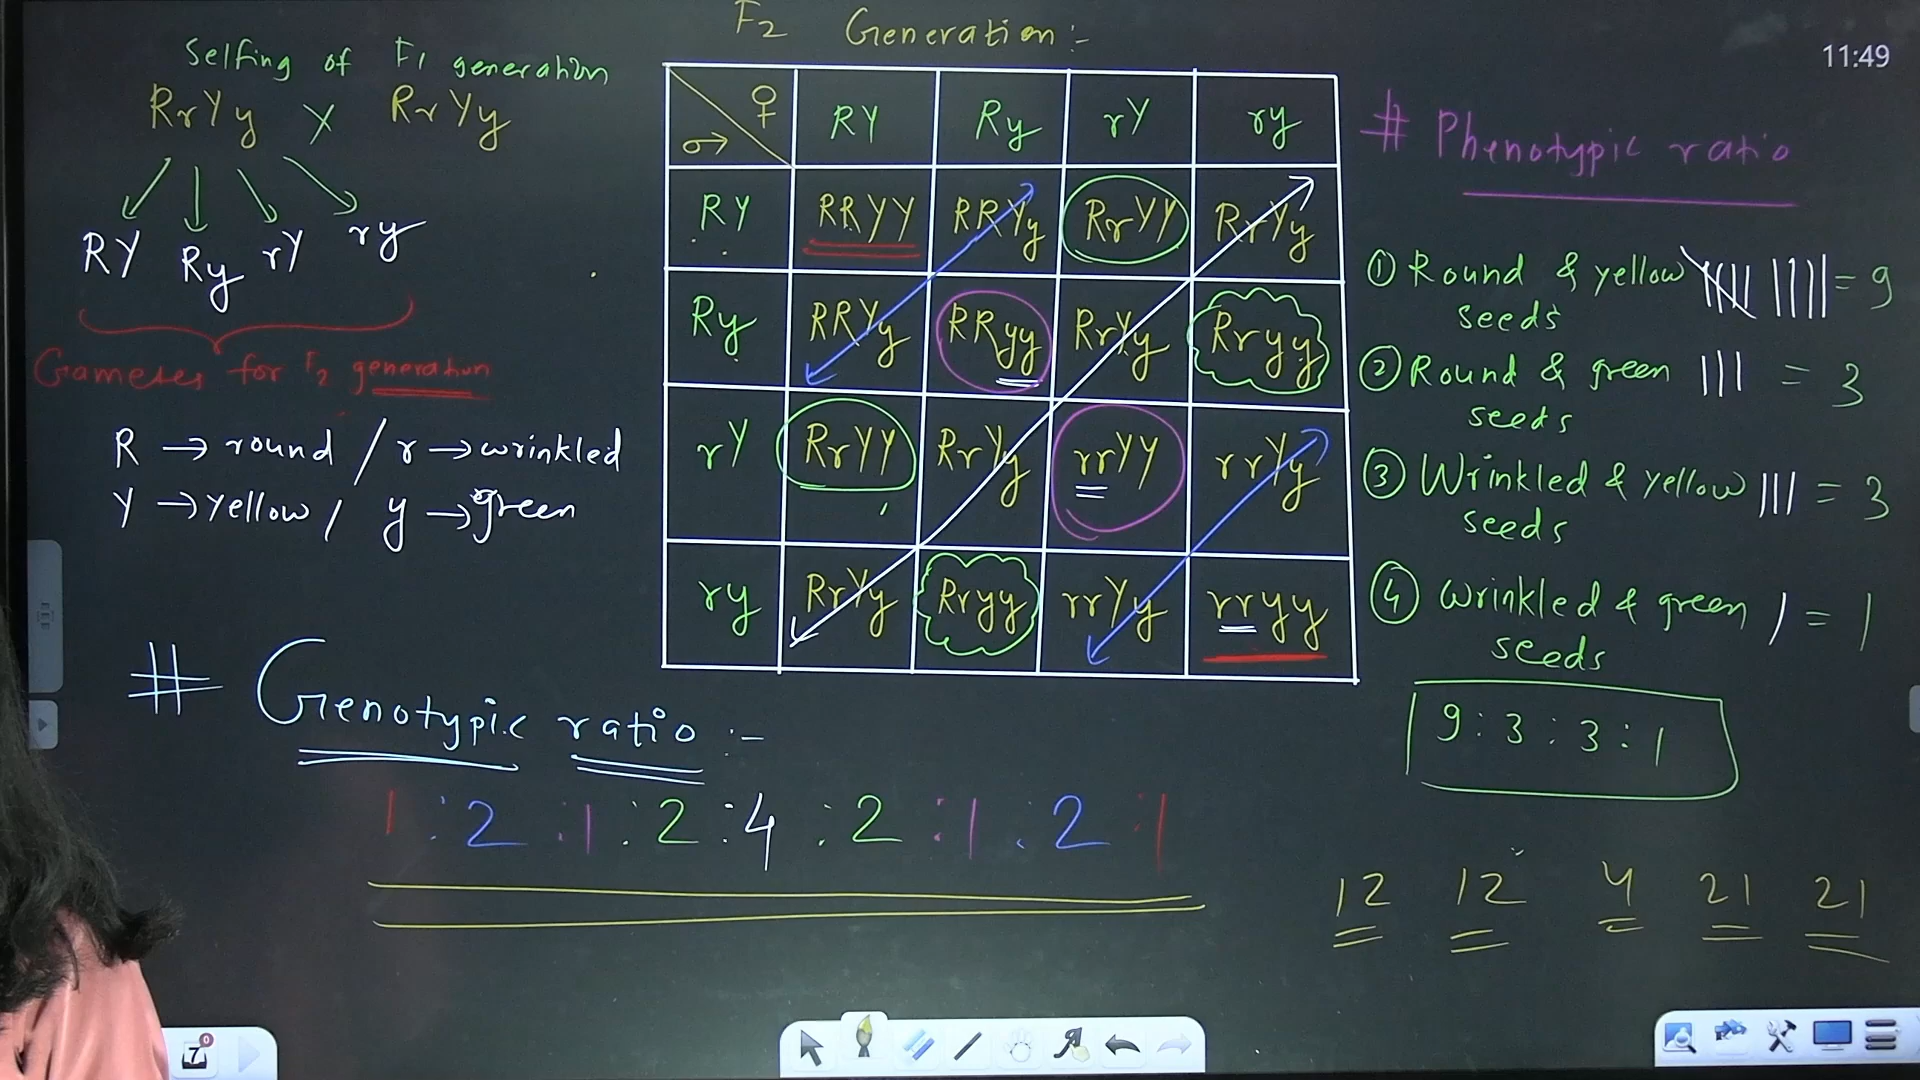 F2 Generation:-
11:49
Selfing of F1 generation
RrYy X RrYy
RY Ry rY ry
Gametes for F2 generation
R → round / r → wrinkled
Y → yellow / y → green
♀ RY Ry rY ry
♂
RY RRYY RRYy RrYY RrYy
Ry RRYy RRyy RrYy Rryy
rY RrYY RrYy rrYY rrYy
ry RrYy Rryy rrYy rryy
# Genotypic ratio :-
1 : 2 : 1 : 2 : 4 : 2 : 1 : 2 : 1
# Phenotypic ratio
① Round & yellow = 9
seeds
② Round & green ||| = 3
seeds
③ Wrinkled & yellow ||| = 3
seeds
④ Wrinkled & green / = 1
seeds
9 : 3 : 3 : 1
12 12 4 21 21
7
0